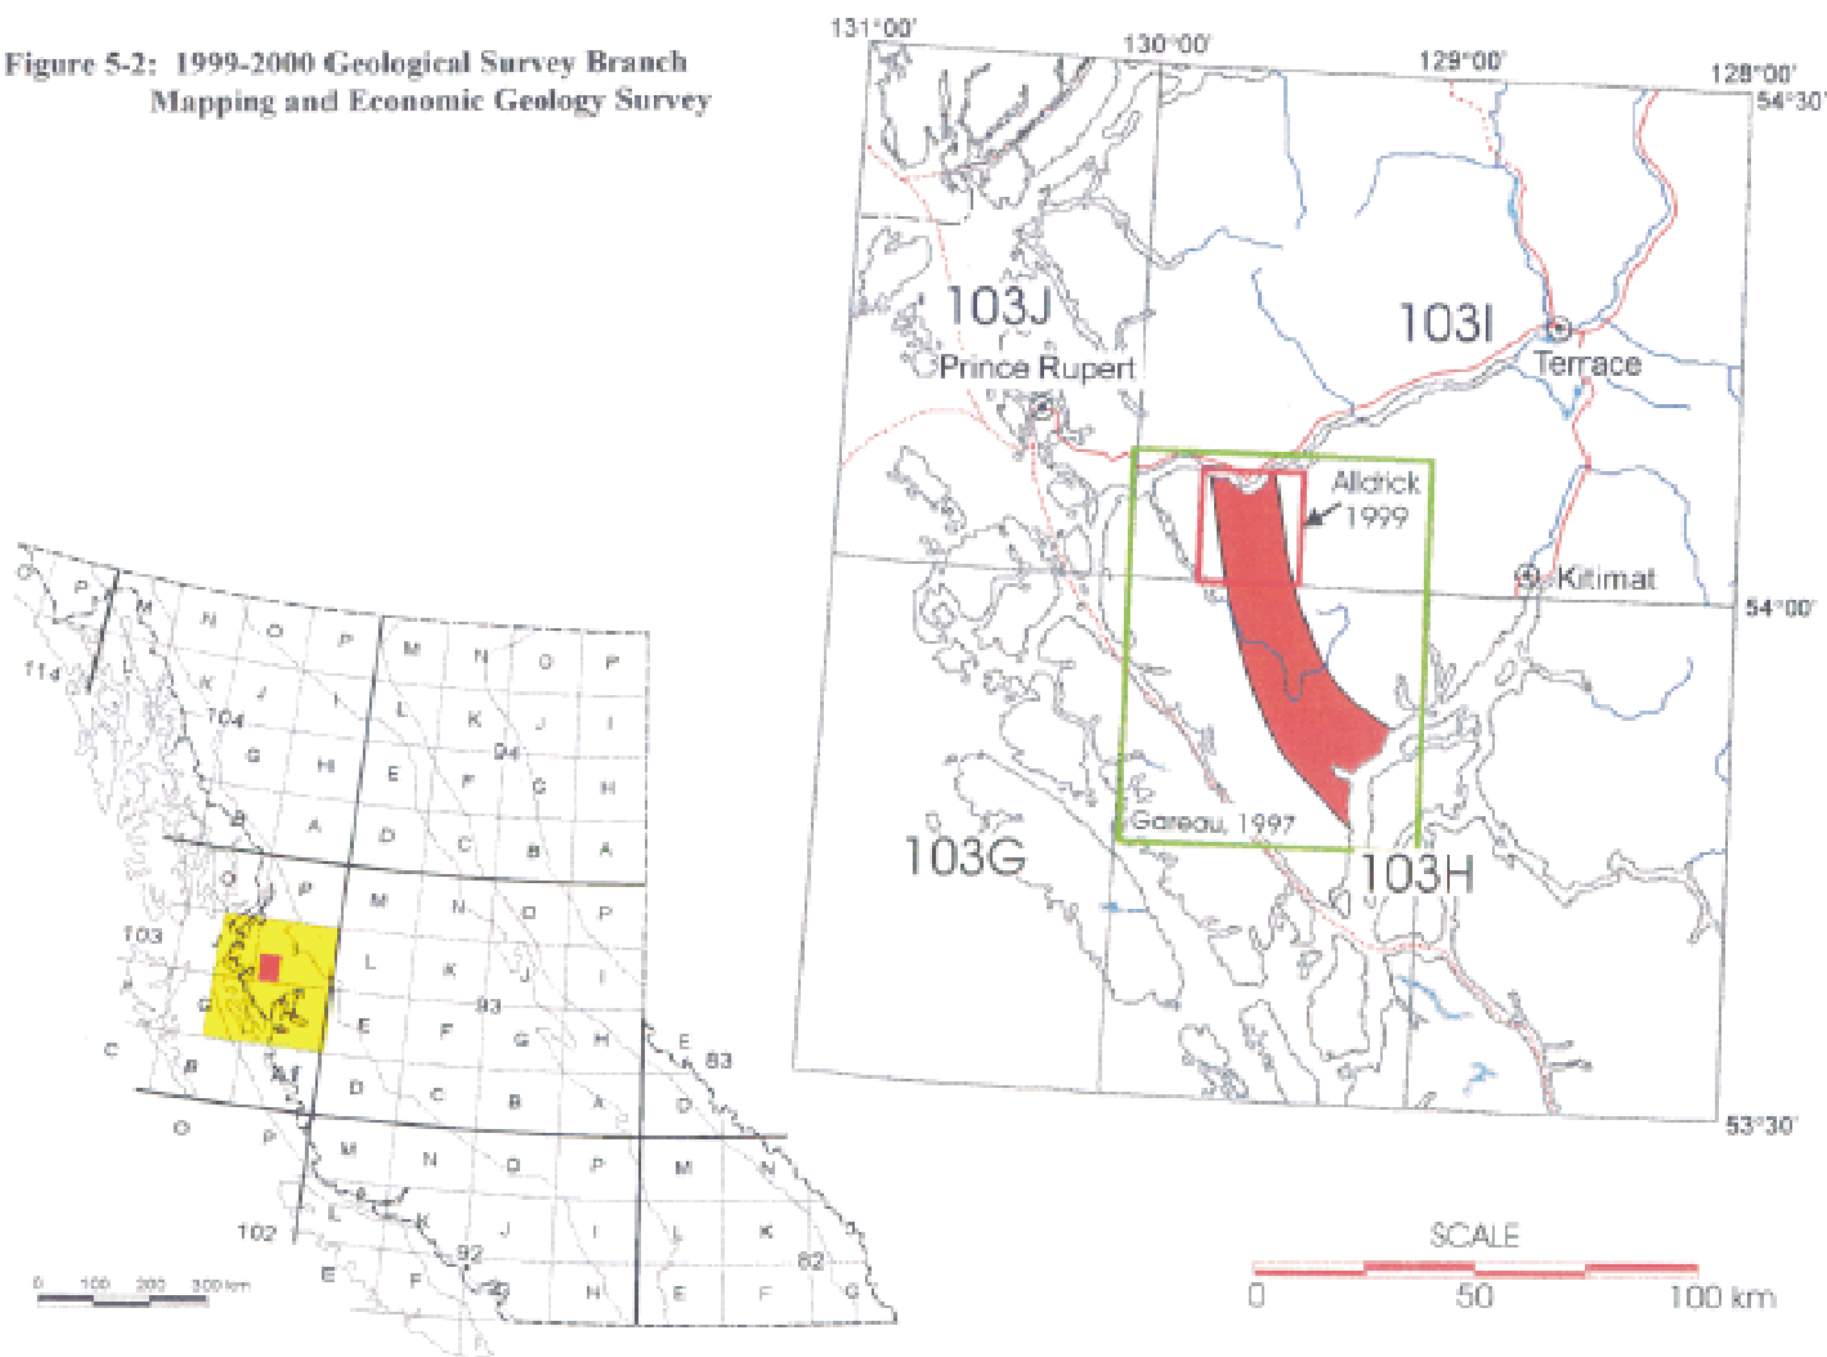 Figure 5-2: 1999-2000 Geological Survey Branch
Mapping and Economic Geology Survey
131°00'
130°00'
129°00'
128°00'
54°30'
103J
103I
Prince Rupert
Terrace
Alldrick
1999
Kitimat
54°00'
Gareau, 1997
103G
103H
53°30'
SCALE
0 50 100 km
P M N O P M N O P
114
L K J I L K J I
104
94
G H E F G H
B A D C B A
O P M N O P
103
L K J I
G
93
E F G H
E
83
C B D C B A D
O P M N O P M N
102
L K J I L K
92
82
E F N E F G
0 100 200 300 km